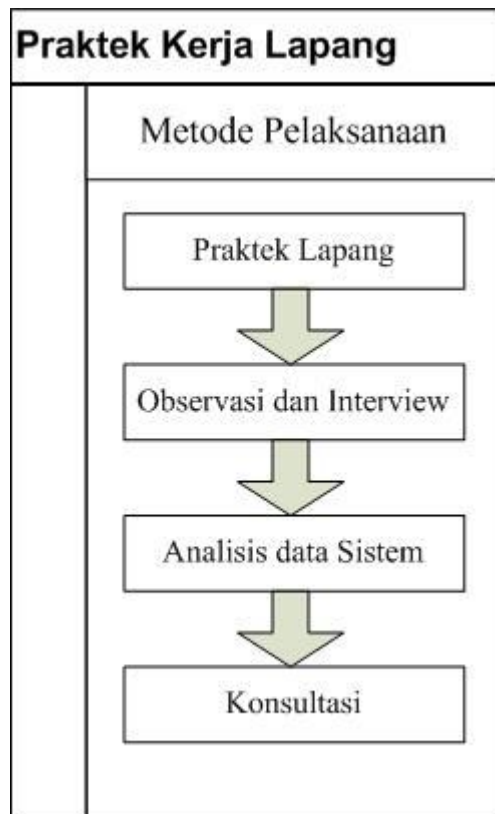 Praktek Kerja Lapang
Metode Pelaksanaan
Praktek Lapang
Observasi dan Interview
Analisis data Sistem
Konsultasi